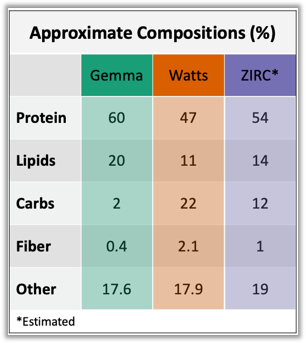 Approximate Compositions (%)
Gemma Watts ZIRC*
Protein 60 47 54
Lipids 20 11 14
Carbs 2 22 12
Fiber 0.4 2.1 1
Other 17.6 17.9 19
*Estimated